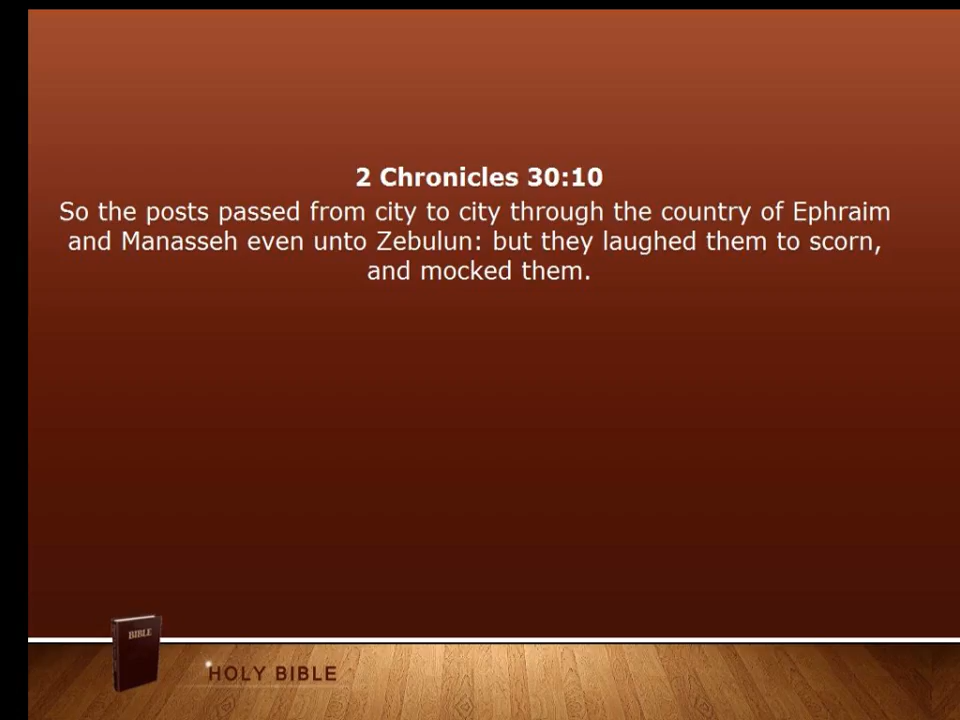 2 Chronicles 30:10
So the posts passed from city to city through the country of Ephraim
and Manasseh even unto Zebulun: but they laughed them to scorn,
and mocked them.
BIBLE
HOLY BIBLE